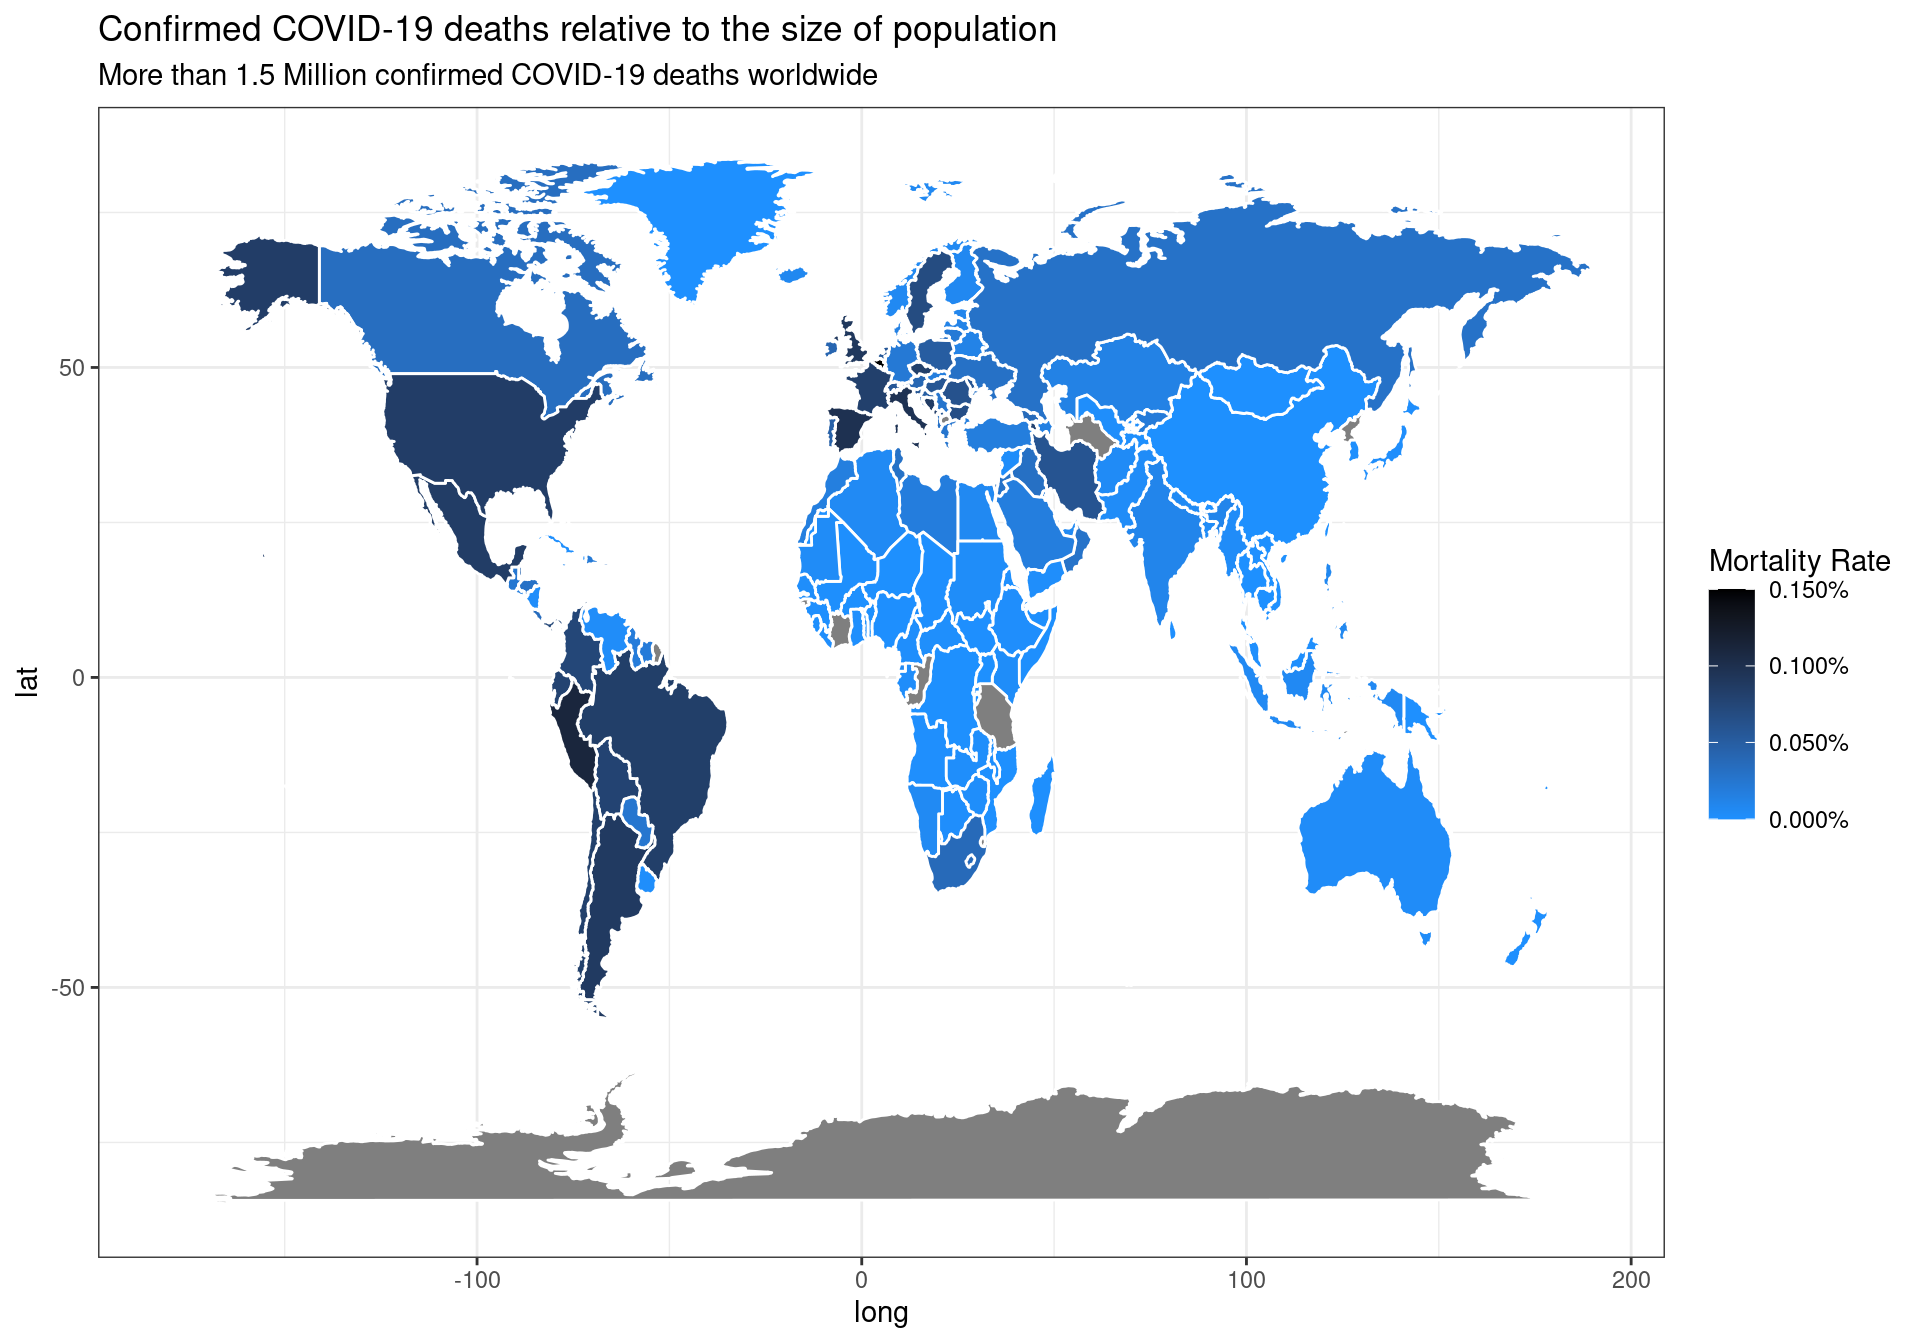 Confirmed COVID-19 deaths relative to the size of population
More than 1.5 Million confirmed COVID-19 deaths worldwide
50
0
-50
lat
-100
0
100
200
long
Mortality Rate
0.150%
0.100%
0.050%
0.000%